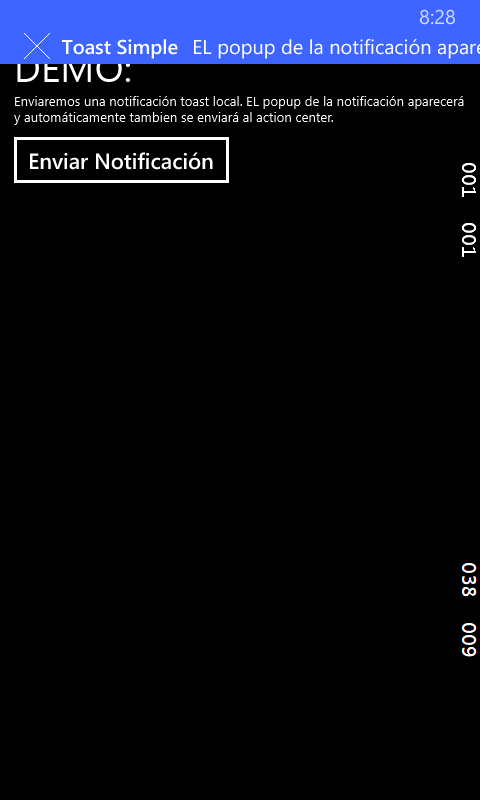 8:28
Toast Simple EL popup de la notificación apare
DEMO:
Enviaremos una notificación toast local. EL popup de la notificación aparecerá
y automáticamente tambien se enviará al action center.
Enviar Notificación
001
001
038
009